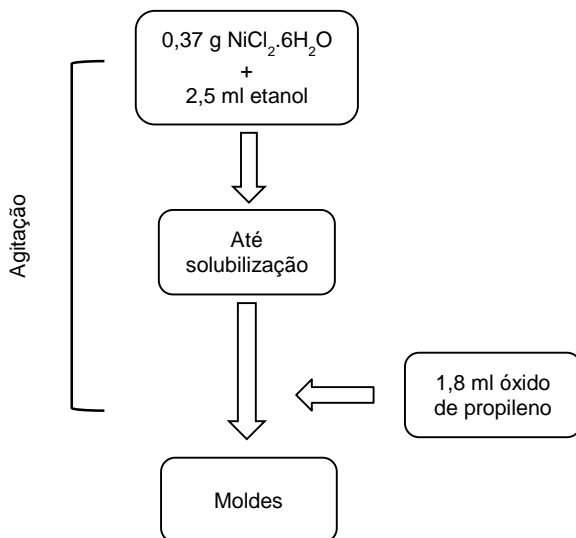 0,37 g NiCl₂.6H₂O
+
2,5 ml etanol
Agitação
Até
solubilização
1,8 ml óxido
de propileno
Moldes